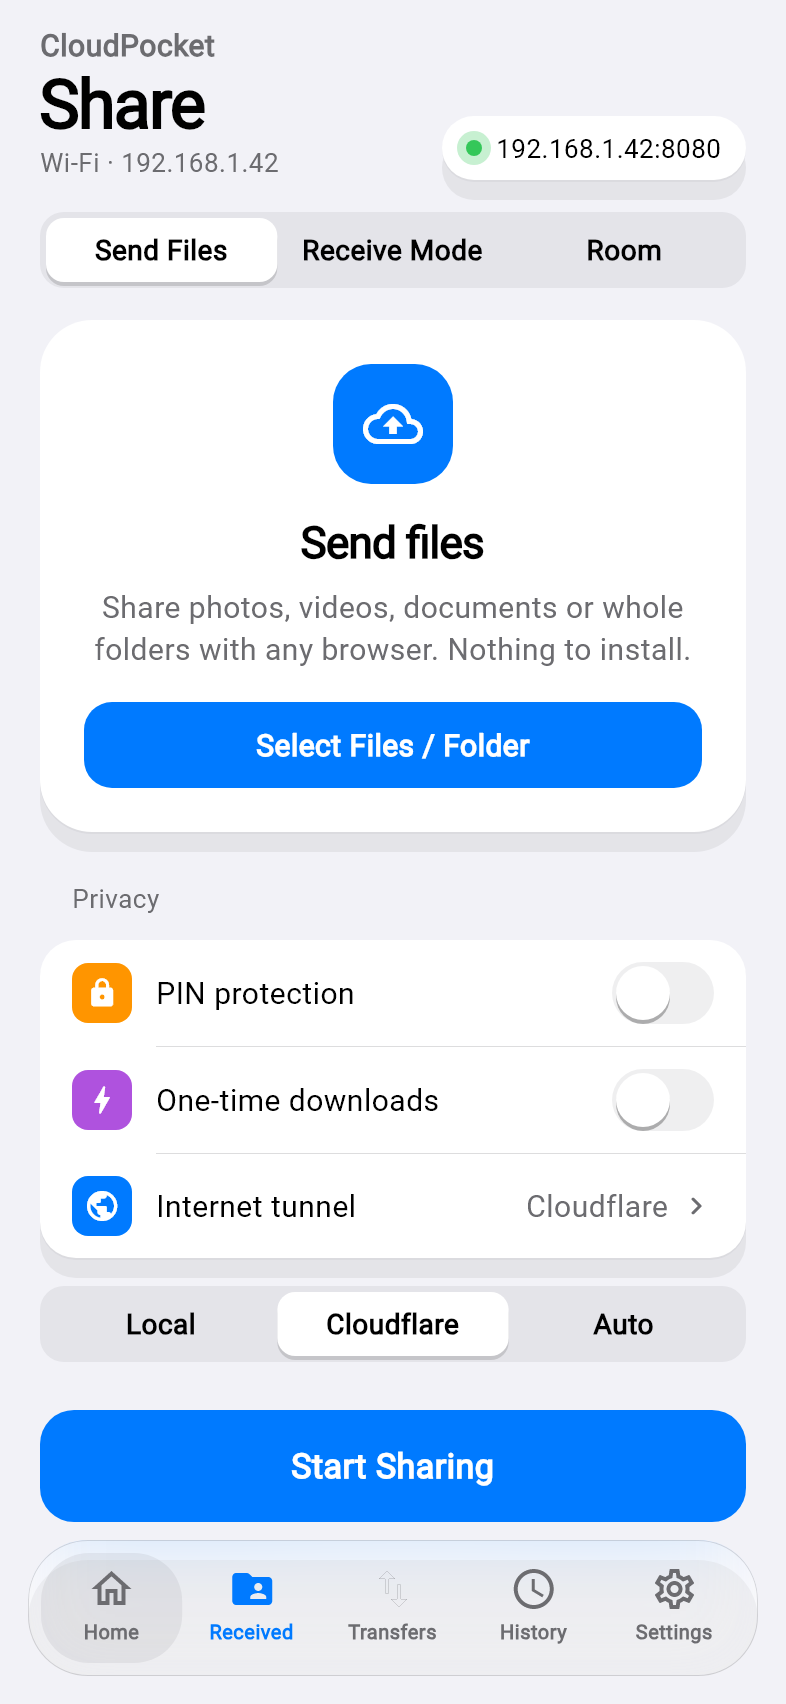 CloudPocket
Share
Wi-Fi · 192.168.1.42
192.168.1.42:8080
Send Files
Receive Mode
Room
Send files
Share photos, videos, documents or whole
folders with any browser. Nothing to install.
Select Files / Folder
Privacy
PIN protection
One-time downloads
Internet tunnel
Cloudflare
Local
Cloudflare
Auto
Start Sharing
Home
Received
Transfers
History
Settings